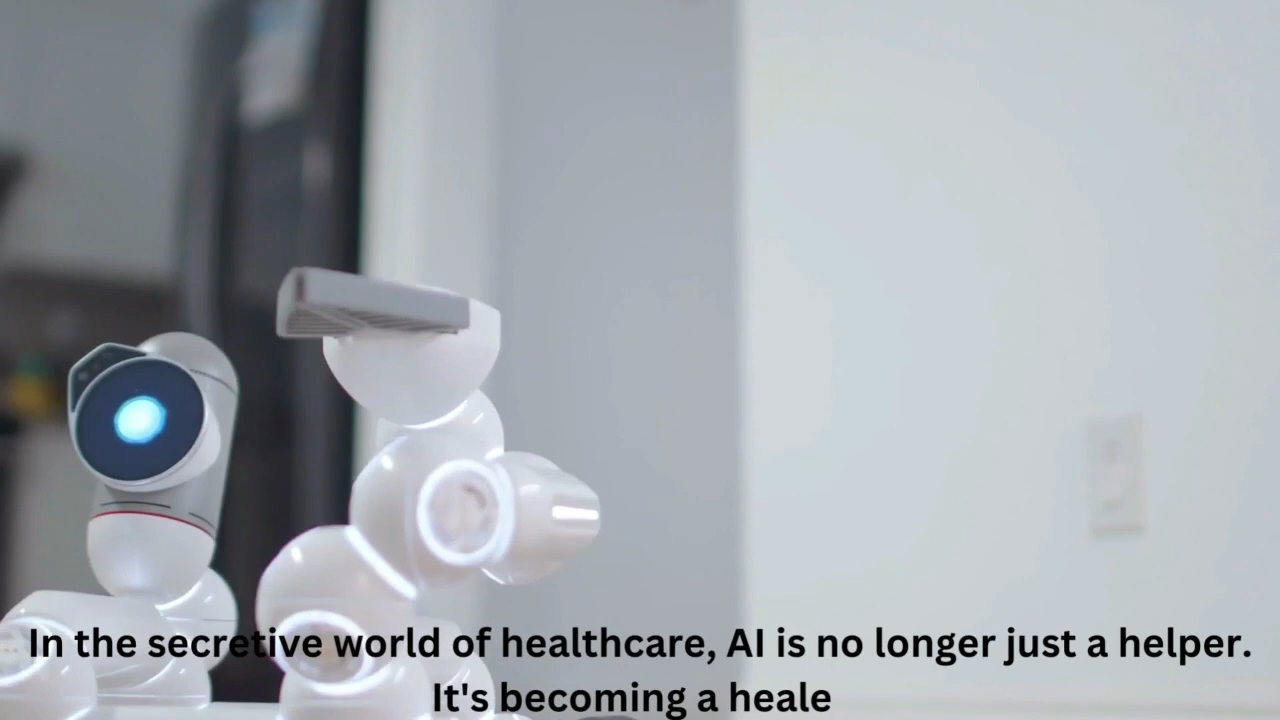 In the secretive world of healthcare, AI is no longer just a helper.
It's becoming a heale